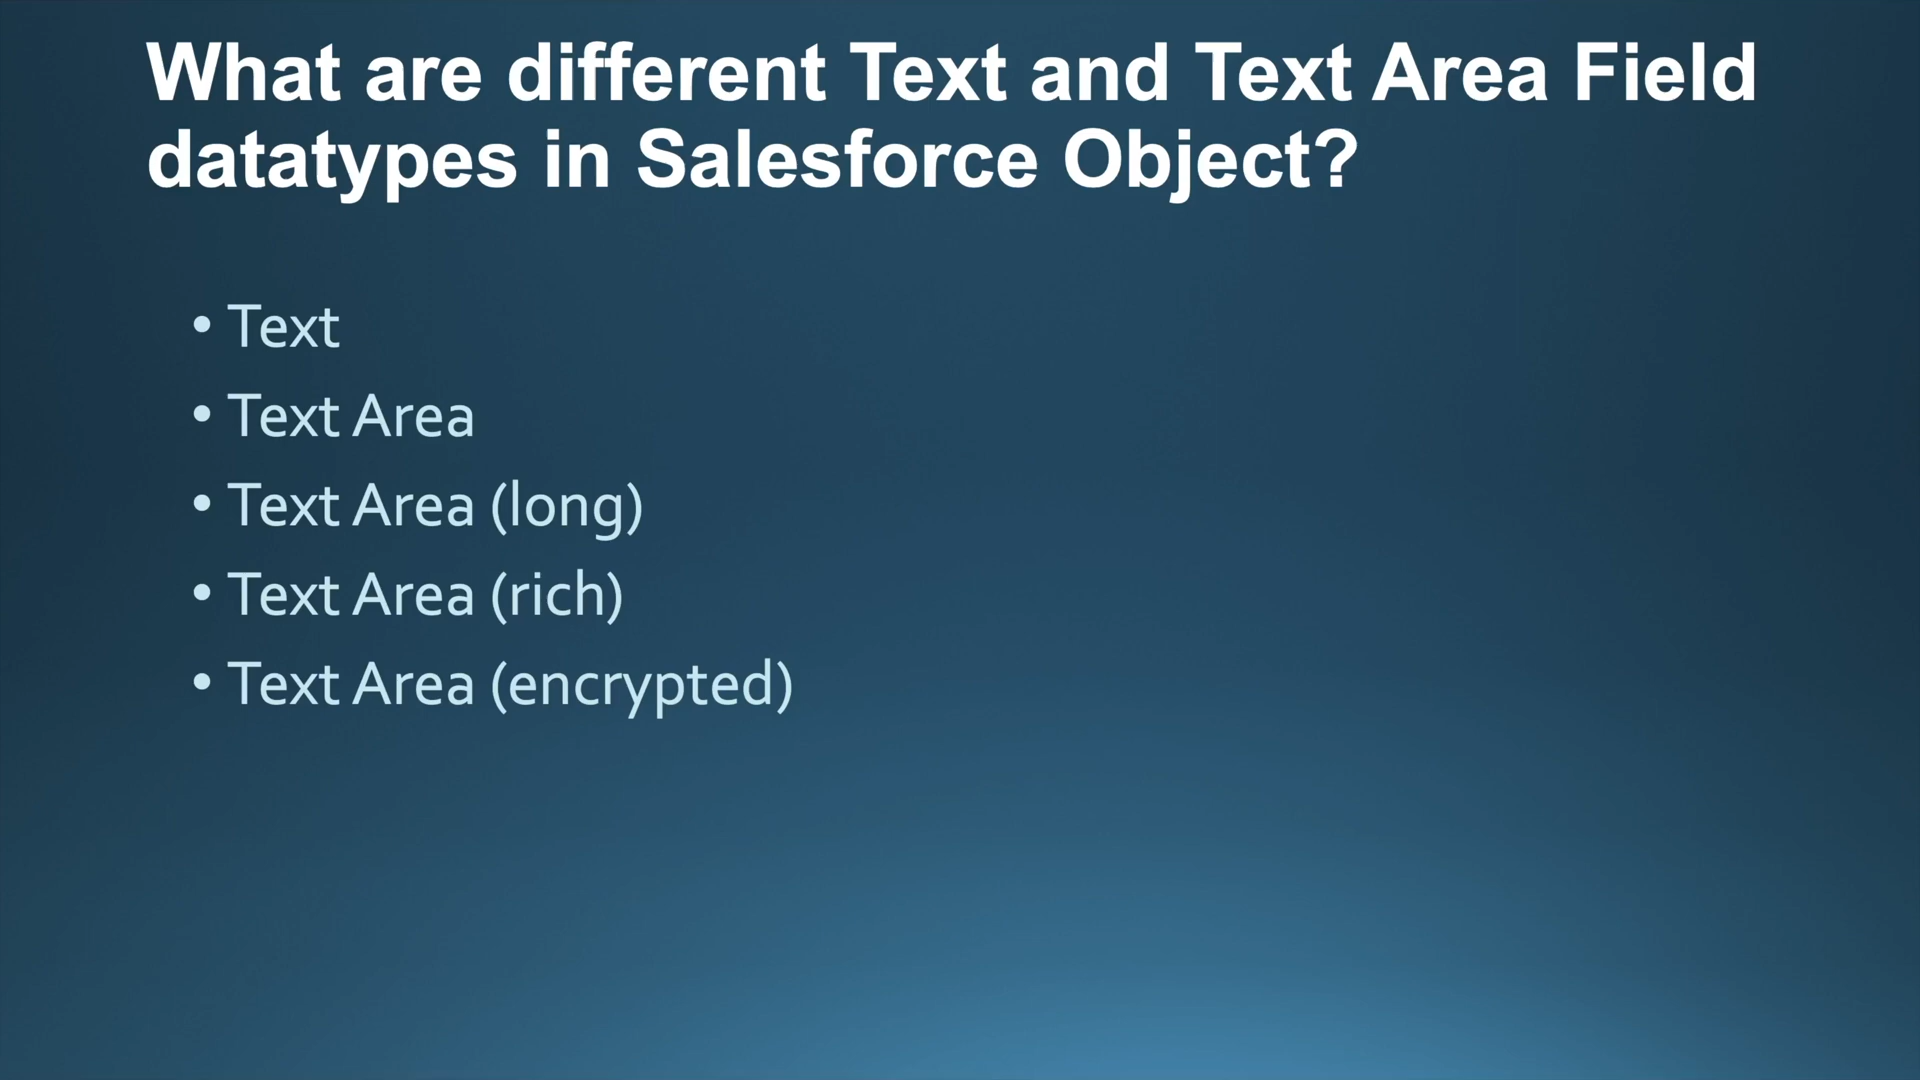 What are different Text and Text Area Field
datatypes in Salesforce Object?
• Text
• Text Area
• Text Area (long)
• Text Area (rich)
• Text Area (encrypted)